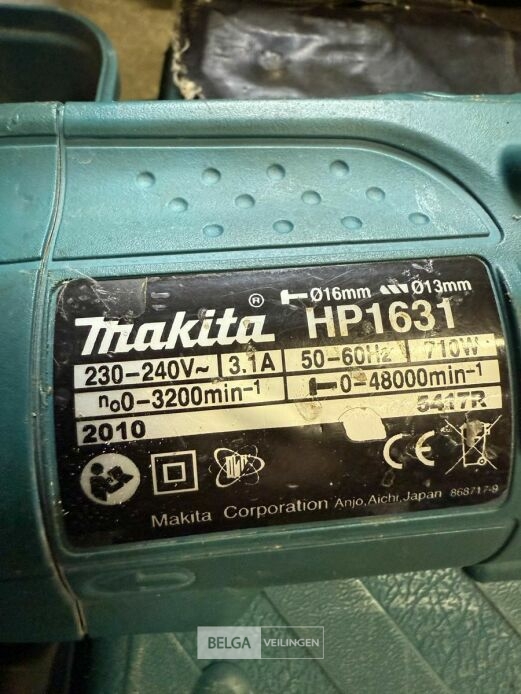 Ø16mm Ø13mm
makita® HP1631
230-240V~ 3.1A 50-60Hz 710W
n₀0-3200min⁻¹ 0-48000min⁻¹
2010 5417R
CE
Makita Corporation Anjo, Aichi, Japan 868717-9
BELGA VEILINGEN